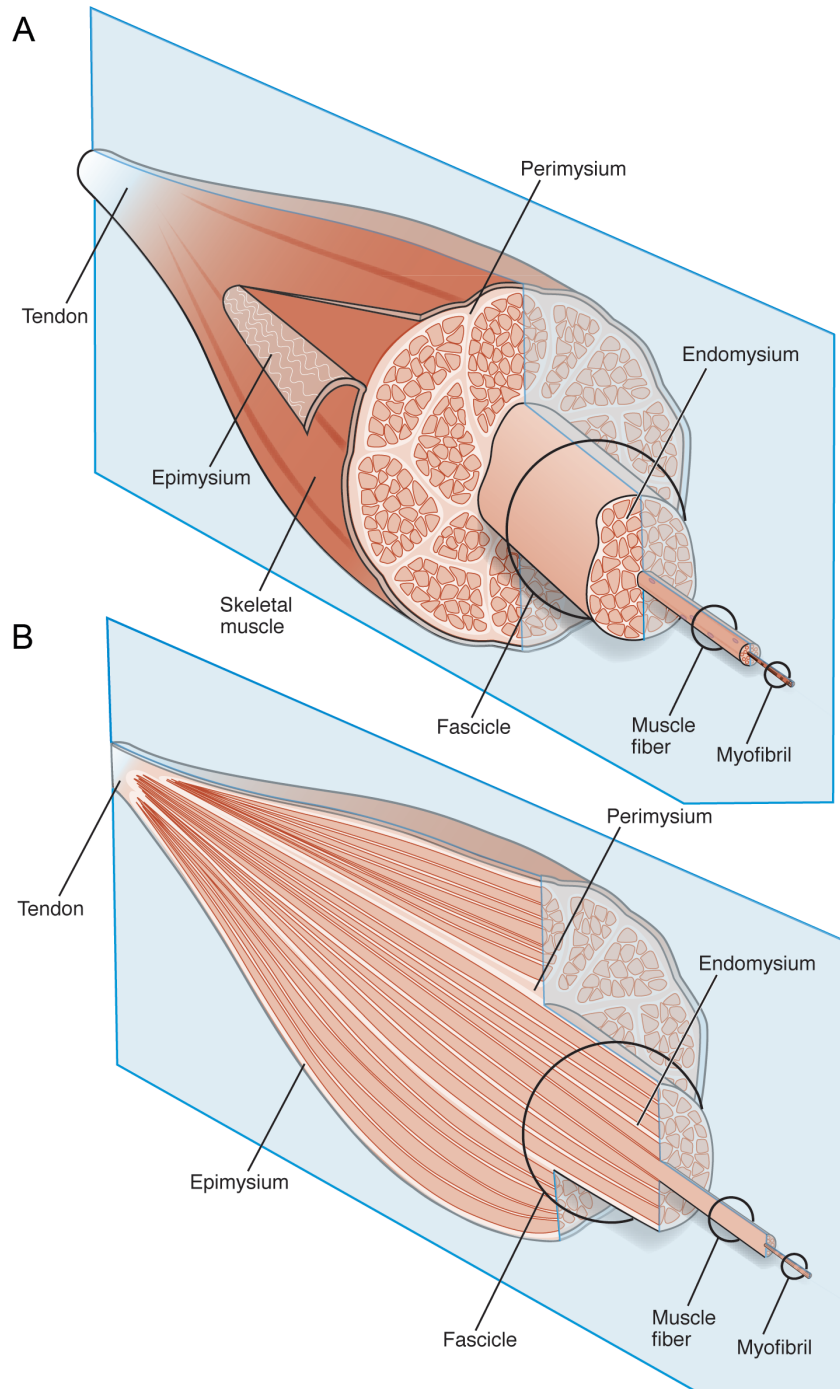 A
Perimysium
Tendon
Endomysium
Epimysium
Skeletal
muscle
Fascicle
Muscle
fiber
Myofibril
B
Perimysium
Tendon
Endomysium
Epimysium
Fascicle
Muscle
fiber
Myofibril